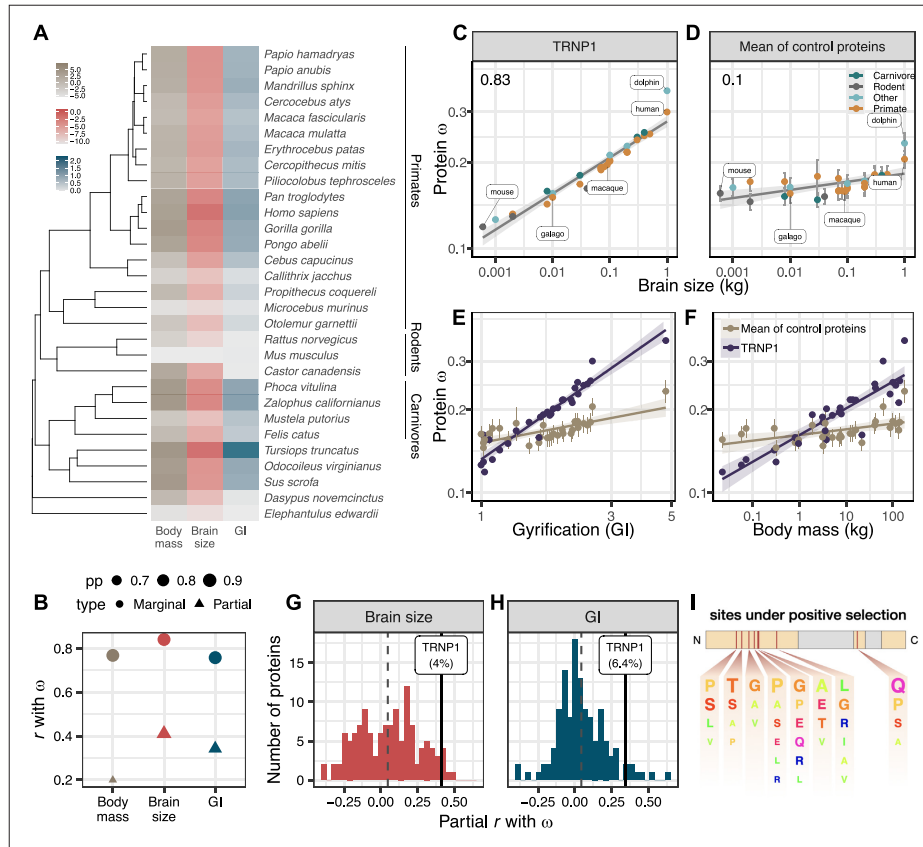 A
5.0
2.5
0.0
-2.5
-5.0
0.0
-2.5
-5.0
-7.5
-10.0
2.0
1.5
1.0
0.5
0.0
Papio hamadryas
Papio anubis
Mandrillus sphinx
Cercocebus atys
Macaca fascicularis
Macaca mulatta
Erythrocebus patas
Cercopithecus mitis
Piliocolobus tephrosceles
Pan troglodytes
Homo sapiens
Gorilla gorilla
Pongo abelii
Cebus capucinus
Callithrix jacchus
Propithecus coquereli
Microcebus murinus
Otolemur garnettii
Rattus norvegicus
Mus musculus
Castor canadensis
Phoca vitulina
Zalophus californianus
Mustela putorius
Felis catus
Tursiops truncatus
Odocoileus virginianus
Sus scrofa
Dasypus novemcinctus
Elephantulus edwardii
Primates
Rodents
Carnivores
Body mass
Brain size
GI
C
TRNP1
0.83
dolphin
human
mouse
macaque
galago
Protein ω
0.3
0.2
0.1
0.001
0.01
0.1
1
D
Mean of control proteins
0.1
Carnivore
Rodent
Other
Primate
dolphin
mouse
human
macaque
galago
0.001
0.01
0.1
1
Brain size (kg)
E
Mean of control proteins
TRNP1
Protein ω
0.3
0.2
0.1
1
3
5
Gyrification (GI)
F
0.3
0.2
0.1
0.1
1
10
100
Body mass (kg)
B
pp 0.7 0.8 0.9
type Marginal Partial
r with ω
0.8
0.6
0.4
0.2
Body mass
Brain size
GI
G
Brain size
TRNP1
(4%)
Number of proteins
15
10
5
0
-0.25 0.00 0.25 0.50
H
GI
TRNP1
(6.4%)
-0.25 0.00 0.25 0.50
Partial r with ω
I
sites under positive selection
N
C
P T G P G A L Q
S S A A P E G P
L A V S E T R S
V P E Q V I A
L R A
R L V